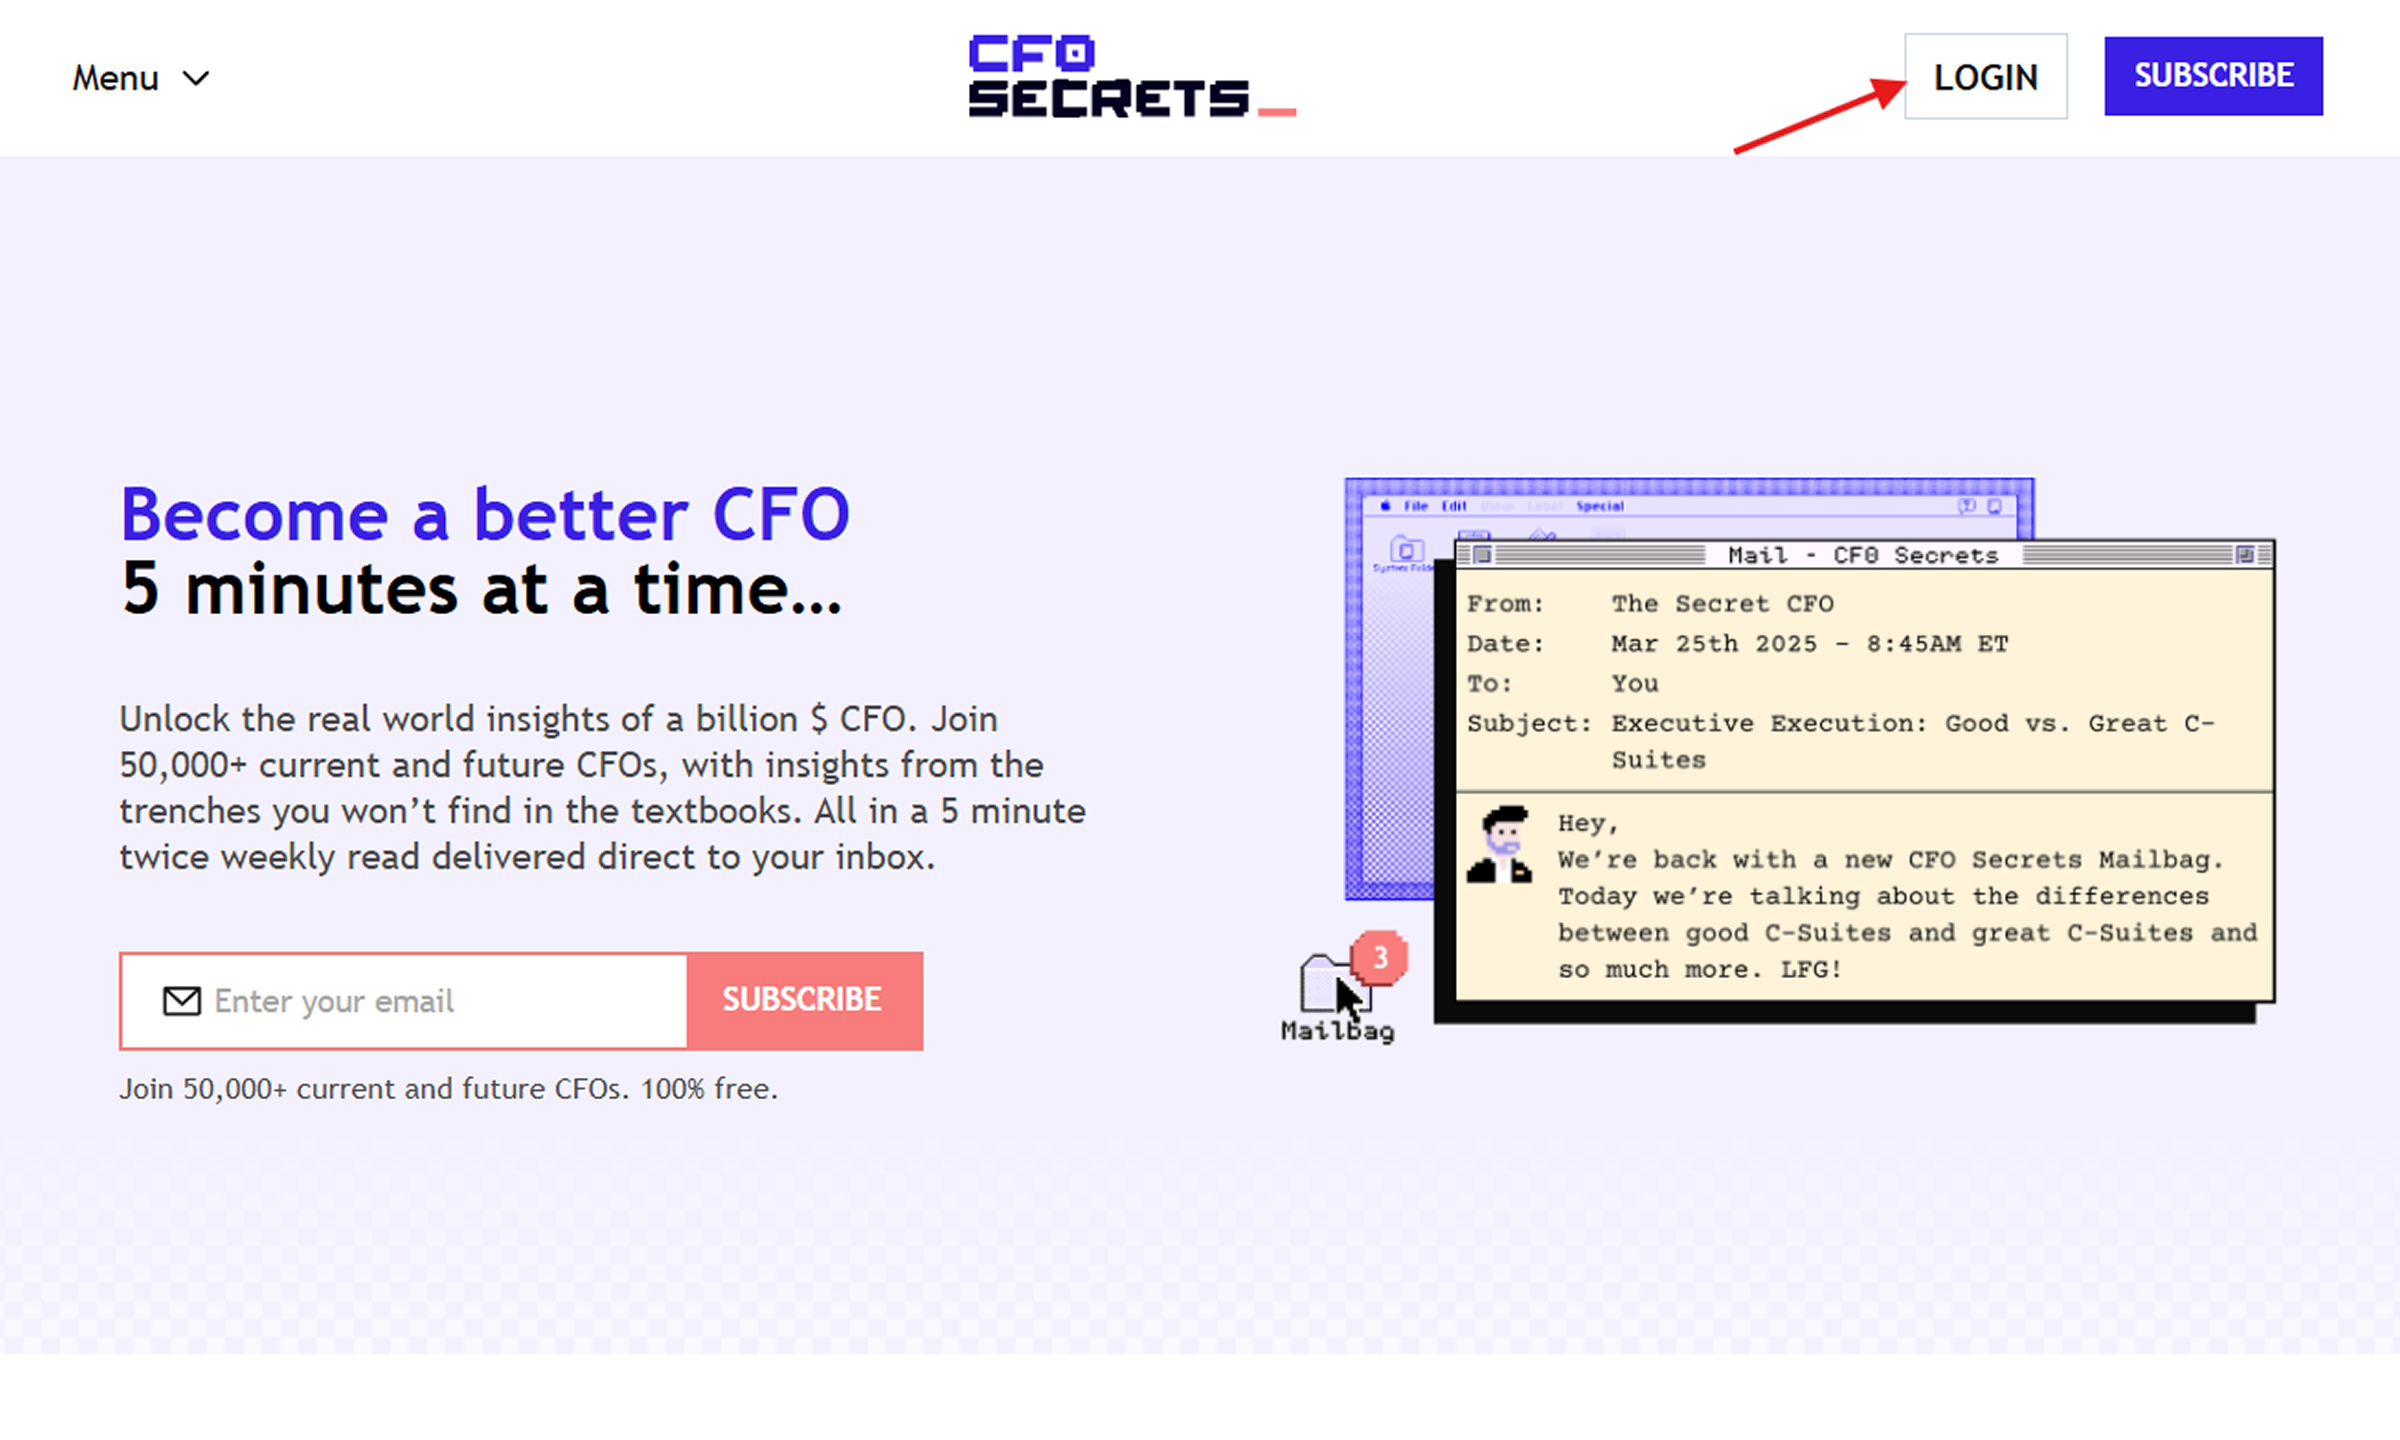 Menu
CFO
SECRETS_
LOGIN
SUBSCRIBE
Become a better CFO
5 minutes at a time...
Unlock the real world insights of a billion $ CFO. Join
50,000+ current and future CFOs, with insights from the
trenches you won’t find in the textbooks. All in a 5 minute
twice weekly read delivered direct to your inbox.
Enter your email
SUBSCRIBE
Join 50,000+ current and future CFOs. 100% free.
File Edit View Label Special
System Folder
Mail - CFO Secrets
From: The Secret CFO
Date: Mar 25th 2025 - 8:45AM ET
To: You
Subject: Executive Execution: Good vs. Great C-
Suites
Hey,
We’re back with a new CFO Secrets Mailbag.
Today we’re talking about the differences
between good C-Suites and great C-Suites and
so much more. LFG!
3
Mailbag